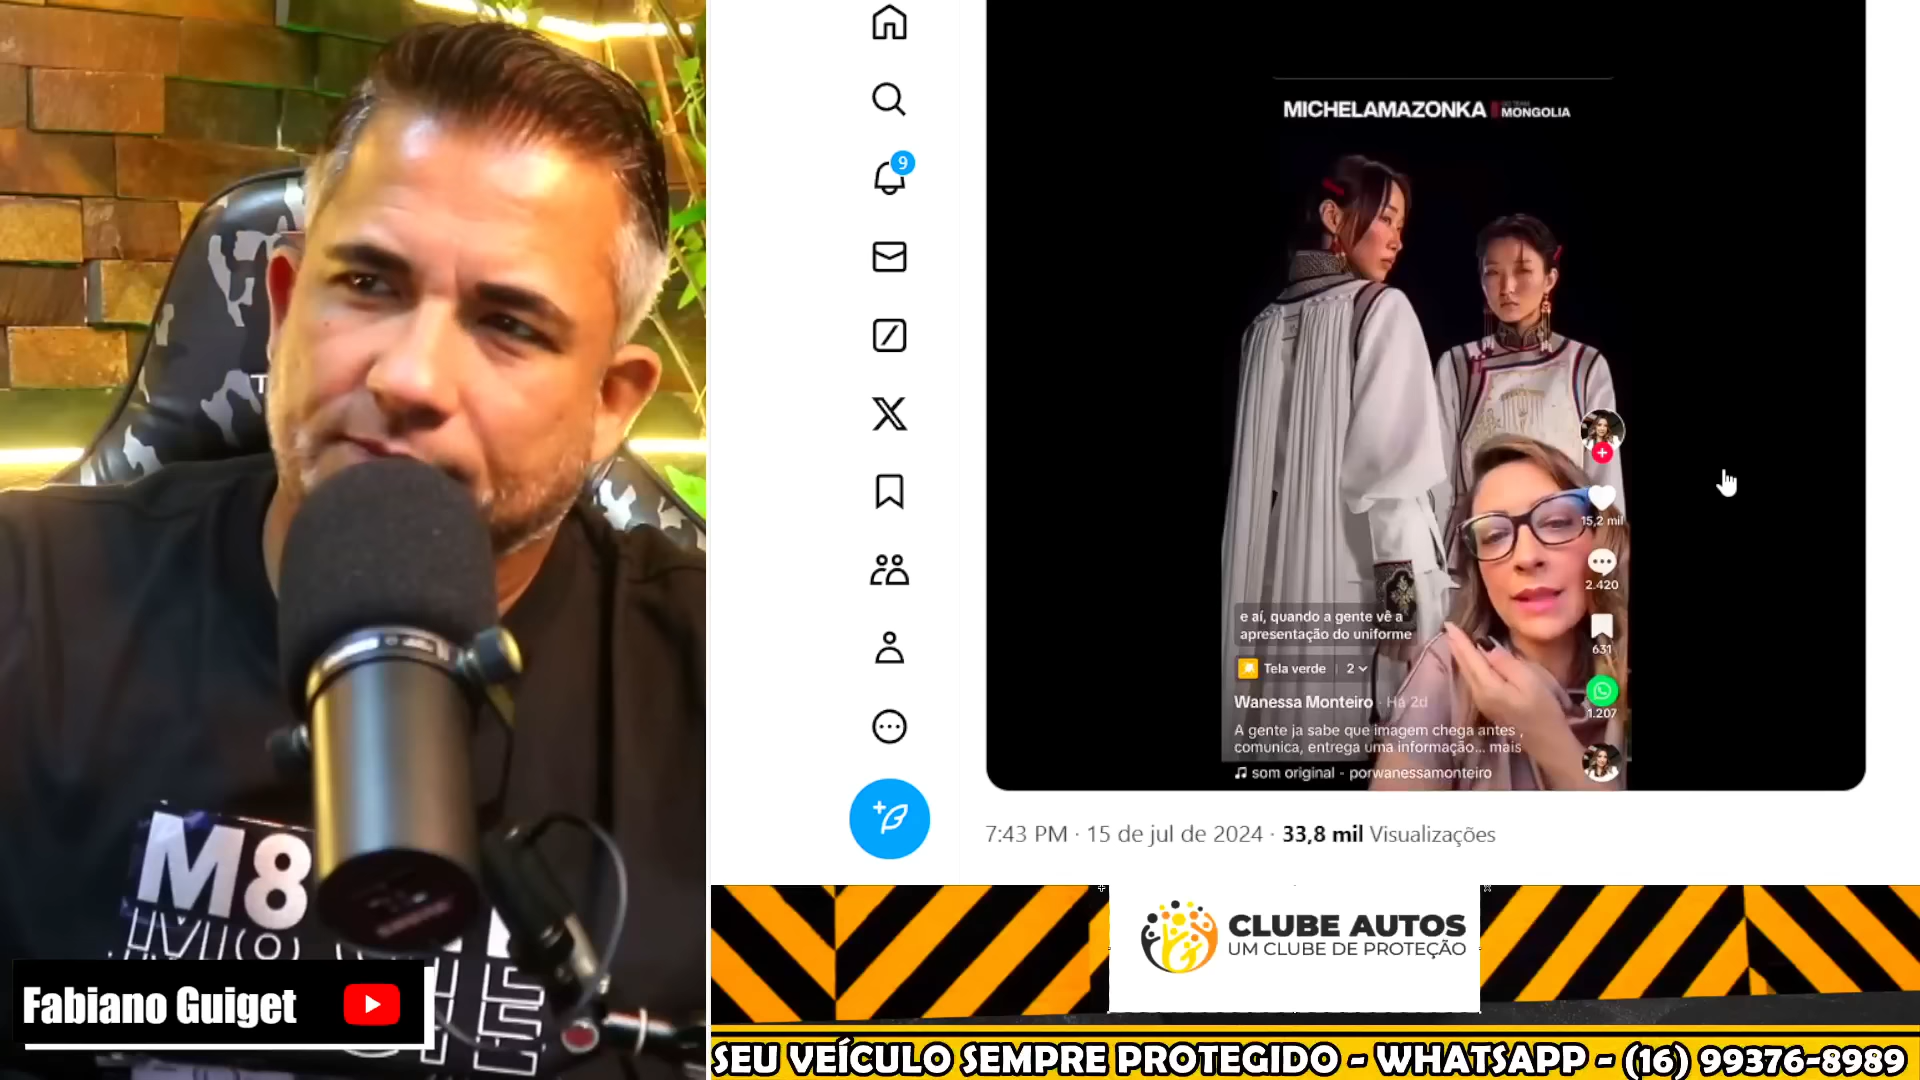 MICHELAMAZONKA
MONGOLIA
9
15,2 mil
2.420
e aí, quando a gente vê a
apresentação do uniforme
631
Tela verde | 2
Wanessa Monteiro · Há 2d
1.207
A gente ja sabe que imagem chega antes ,
comunica, entrega uma informação... mais
som original - porwanessamonteiro
7:43 PM · 15 de jul de 2024 · 33,8 mil Visualizações
M8
Fabiano Guiget
CLUBE AUTOS
UM CLUBE DE PROTEÇÃO
SEU VEÍCULO SEMPRE PROTEGIDO - WHATSAPP - (16) 99376-8989